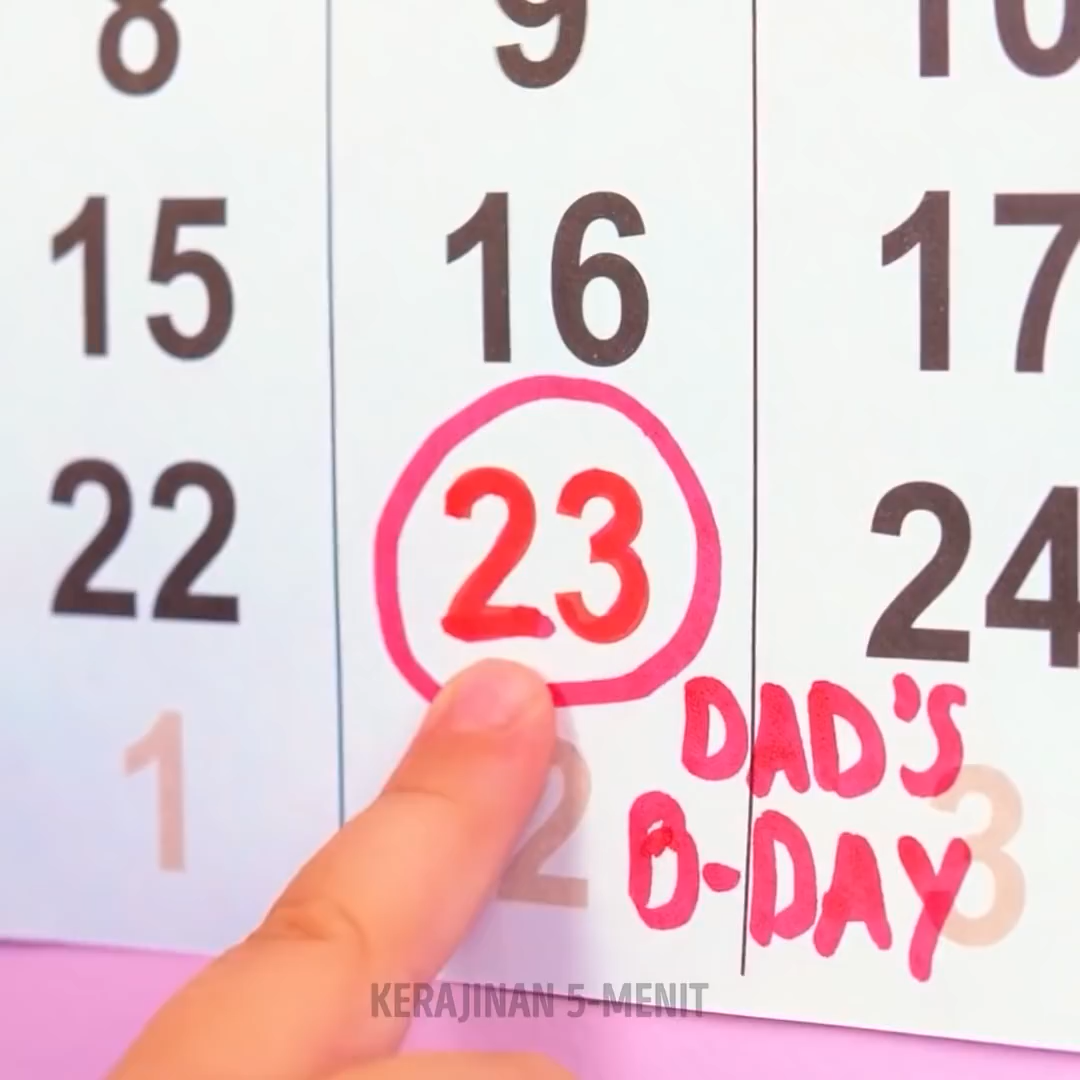 8 9 10
15 16 17
22 23 24
DAD'S
1 2 3
B-DAY
KERAJINAN 5-MENIT